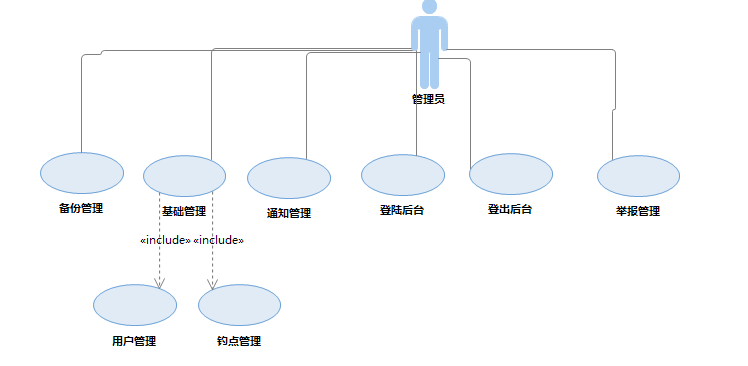 管理员
备份管理
基础管理
通知管理
登陆后台
登出后台
举报管理
«include» «include»
用户管理
钓点管理